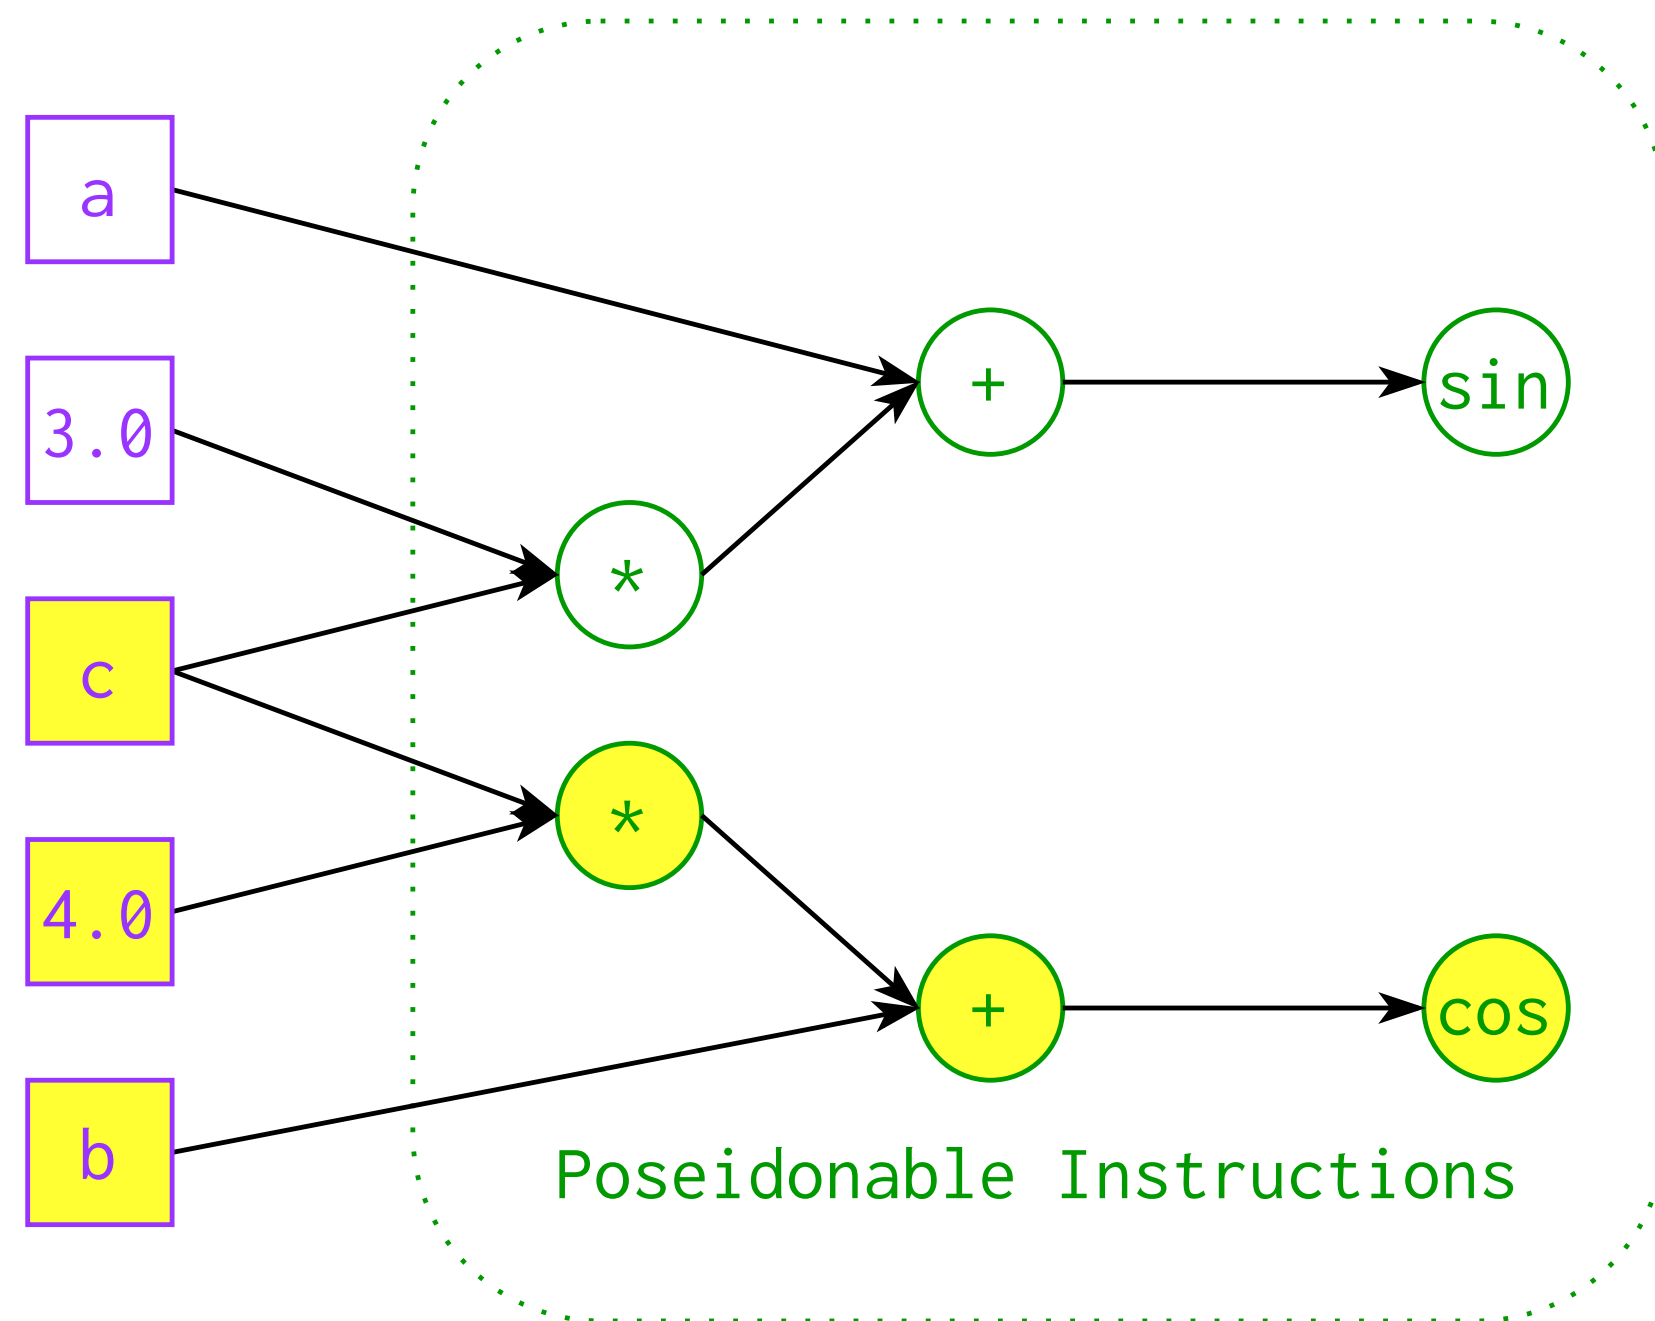 a
3.0
c
4.0
b
*
*
+
+
sin
cos
Poseidonable Instructions